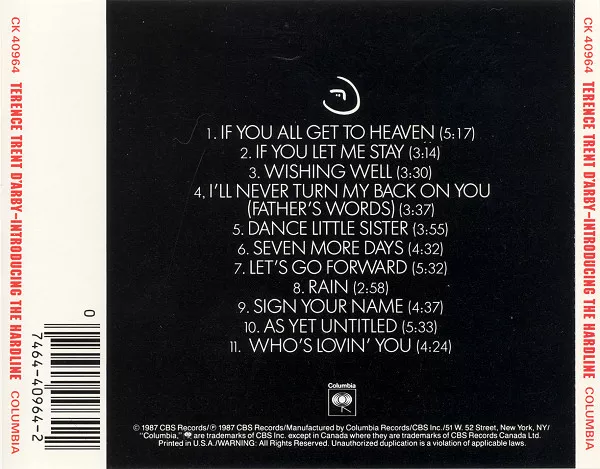 CK 40964 TERENCE TRENT D'ARBY–INTRODUCING THE HARDLINE COLUMBIA
1. IF YOU ALL GET TO HEAVEN (5:17)
2. IF YOU LET ME STAY (3:14)
3. WISHING WELL (3:30)
4. I'LL NEVER TURN MY BACK ON YOU
(FATHER'S WORDS) (3:37)
5. DANCE LITTLE SISTER (3:55)
6. SEVEN MORE DAYS (4:32)
7. LET'S GO FORWARD (5:32)
8. RAIN (2:58)
9. SIGN YOUR NAME (4:37)
10. AS YET UNTITLED (5:33)
11. WHO'S LOVIN' YOU (4:24)
0
7464-40964-2
Columbia
© 1987 CBS Records/℗ 1987 CBS Records/Manufactured by Columbia Records/CBS Inc./51 W. 52 Street, New York, NY/
"Columbia," are trademarks of CBS Inc. except in Canada where they are trademarks of CBS Records Canada Ltd.
Printed in U.S.A./WARNING: All Rights Reserved. Unauthorized duplication is a violation of applicable laws.
CK 40964 TERENCE TRENT D'ARBY–INTRODUCING THE HARDLINE COLUMBIA